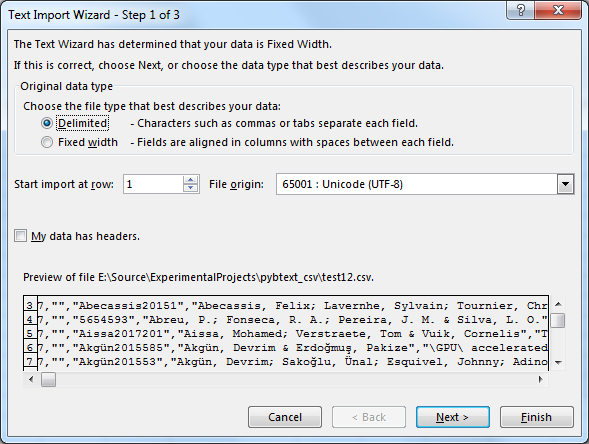 Text Import Wizard - Step 1 of 3
The Text Wizard has determined that your data is Fixed Width.
If this is correct, choose Next, or choose the data type that best describes your data.
Original data type
Choose the file type that best describes your data:
Delimited - Characters such as commas or tabs separate each field.
Fixed width - Fields are aligned in columns with spaces between each field.
Start import at row: 1 File origin: 65001 : Unicode (UTF-8)
My data has headers.
Preview of file E:\Source\ExperimentalProjects\pybtext_csv\test12.csv.
3 7,"","Abecassis20151","Abecassis, Felix; Lavernhe, Sylvain; Tournier, Chr
4 7,"","5654593","Abreu, P.; Fonseca, R. A.; Pereira, J. M. & Silva, L. O."
5 7,"","Aissa2017201","Aissa, Mohamed; Verstraete, Tom & Vuik, Cornelis","T
6 7,"","Akgün2015585","Akgün, Devrim & Erdoğmuş, Pakize","\GPU\ accelerated
7 7,"","Akgün201553","Akgün, Devrim; Sakoğlu, Ünal; Esquivel, Johnny; Adino
Cancel < Back Next > Finish